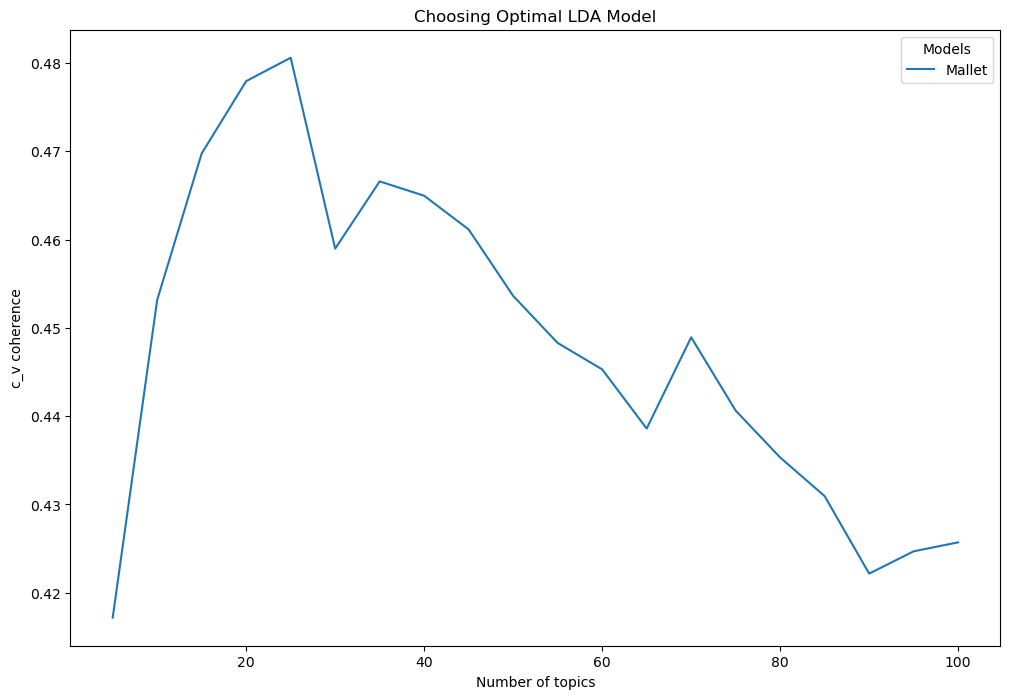 Choosing Optimal LDA Model
Models
Mallet
0.48
0.47
0.46
0.45
0.44
0.43
0.42
c_v coherence
20 40 60 80 100
Number of topics